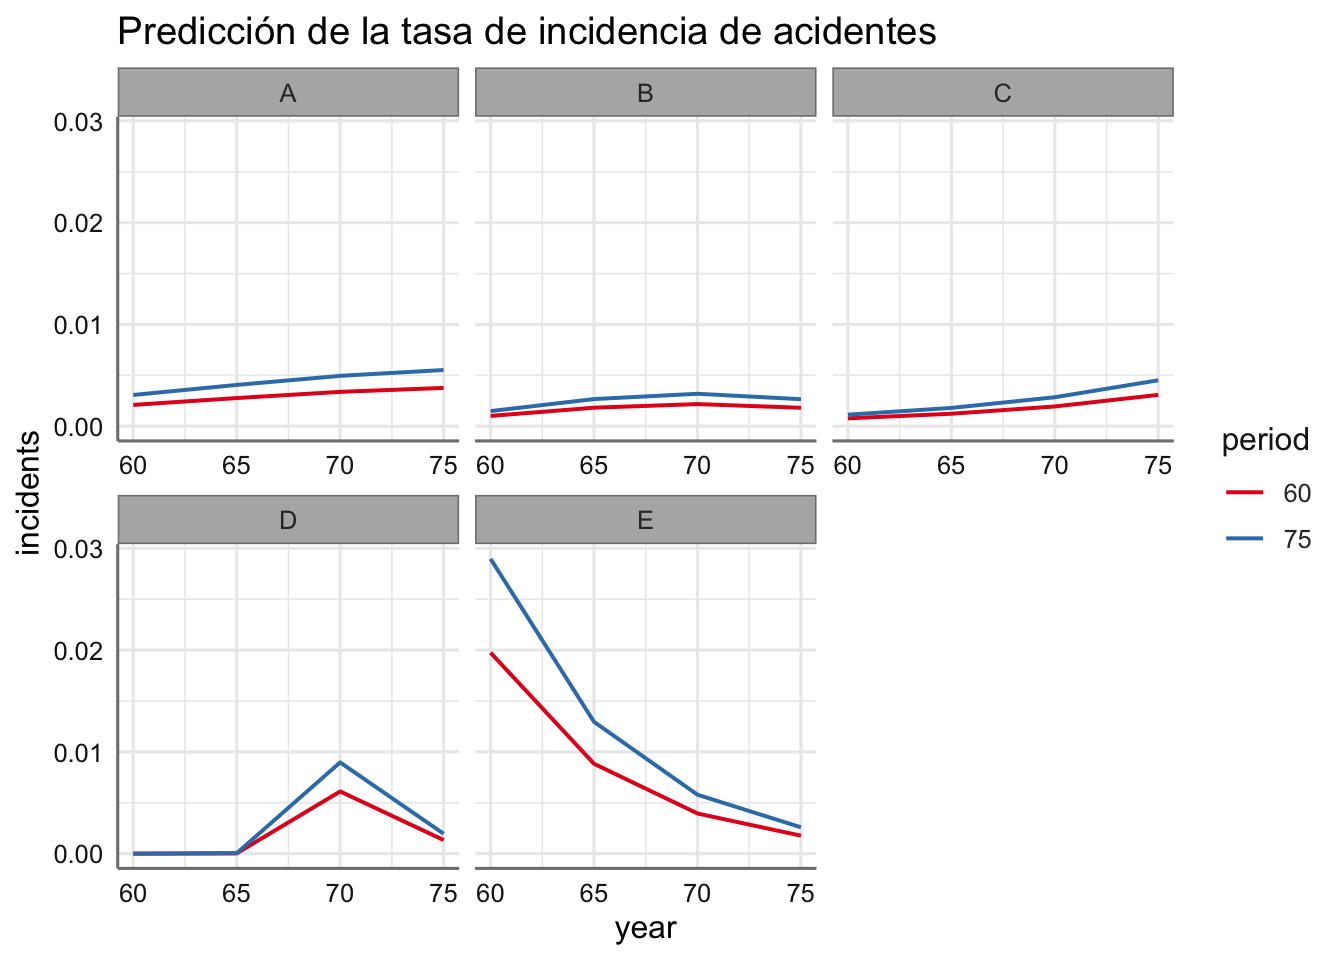 Predicción de la tasa de incidencia de acidentes
A
B
C
0.03
0.02
0.01
0.00
60 65 70 75
60 65 70 75
60 65 70 75
incidents
D
E
0.03
0.02
0.01
0.00
60 65 70 75
60 65 70 75
year
period
60
75